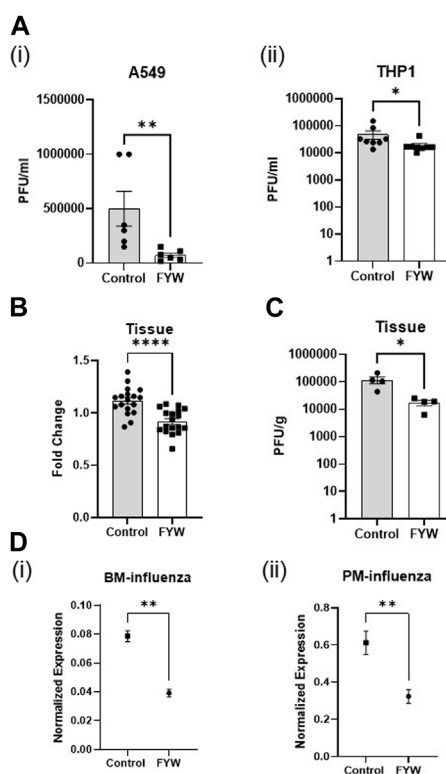 A
(i)
(ii)
A549
THP1
PFU/ml
1500000
1000000
500000
0
**
Control FYW
PFU/ml
1000000
100000
10000
1000
100
10
1
*
Control FYW
B
C
Tissue
****
Fold Change
1.5
1.0
0.5
0.0
Control FYW
Tissue
*
PFU/g
1000000
100000
10000
1000
100
10
1
Control FYW
D
(i)
(ii)
BM-influenza
**
Normalized Expression
0.10
0.08
0.06
0.04
0.02
0.00
Control FYW
PM-influenza
**
Normalized Expression
0.8
0.6
0.4
0.2
0.0
Control FYW